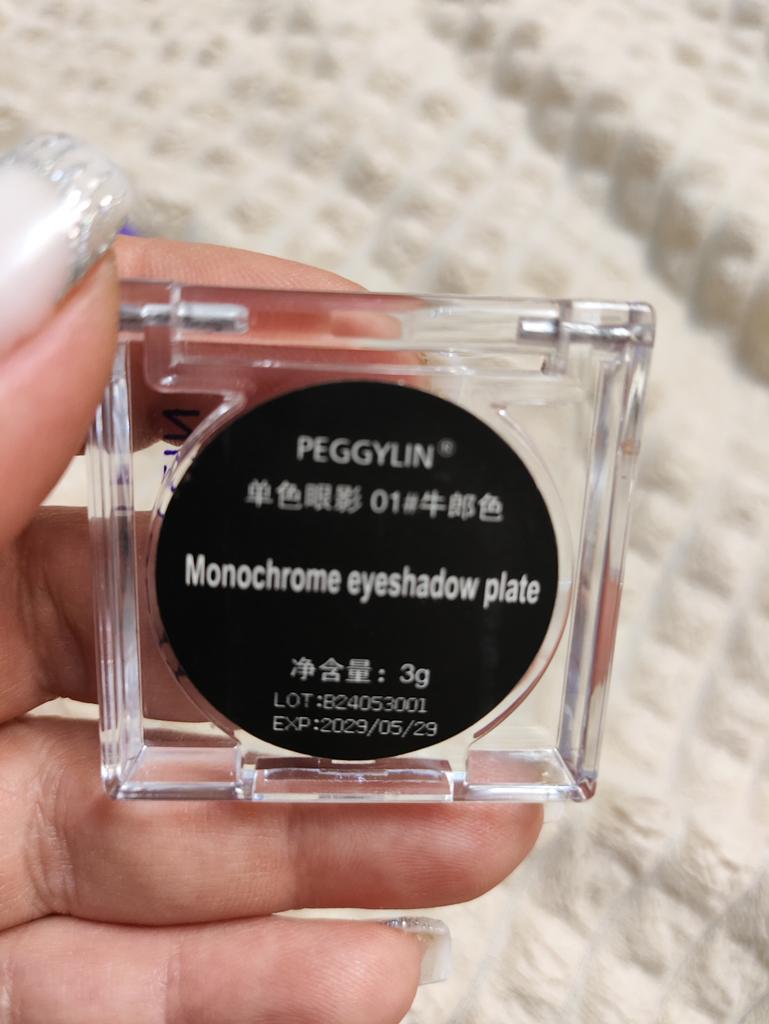 PEGGYLIN®
单色眼影 01#牛郎色
Monochrome eyeshadow plate
净含量：3g
LOT:B24053001
EXP:2029/05/29